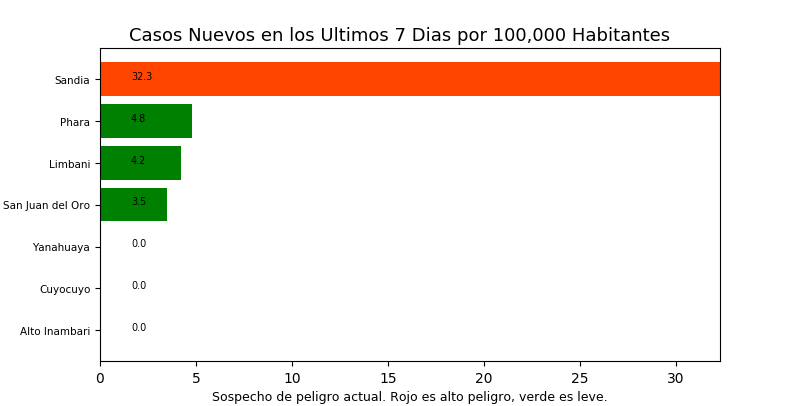 Casos Nuevos en los Ultimos 7 Dias por 100,000 Habitantes
Sandia 32.3
Phara 4.8
Limbani 4.2
San Juan del Oro 3.5
Yanahuaya 0.0
Cuyocuyo 0.0
Alto Inambari 0.0
0 5 10 15 20 25 30
Sospecho de peligro actual. Rojo es alto peligro, verde es leve.